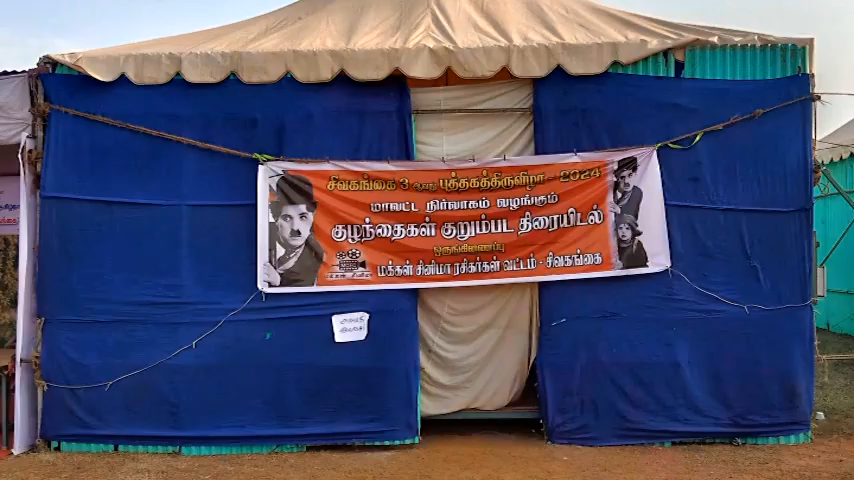 சிவகங்கை 3 ஆவது புத்தகத்திருவிழா - 2024
மாவட்ட நிர்வாகம் வழங்கும்
குழந்தைகள் குறும்பட திரையிடல்
ஒருங்கிணைப்பு
மக்கள் சினிமா ரசிகர்கள் வட்டம் - சிவகங்கை